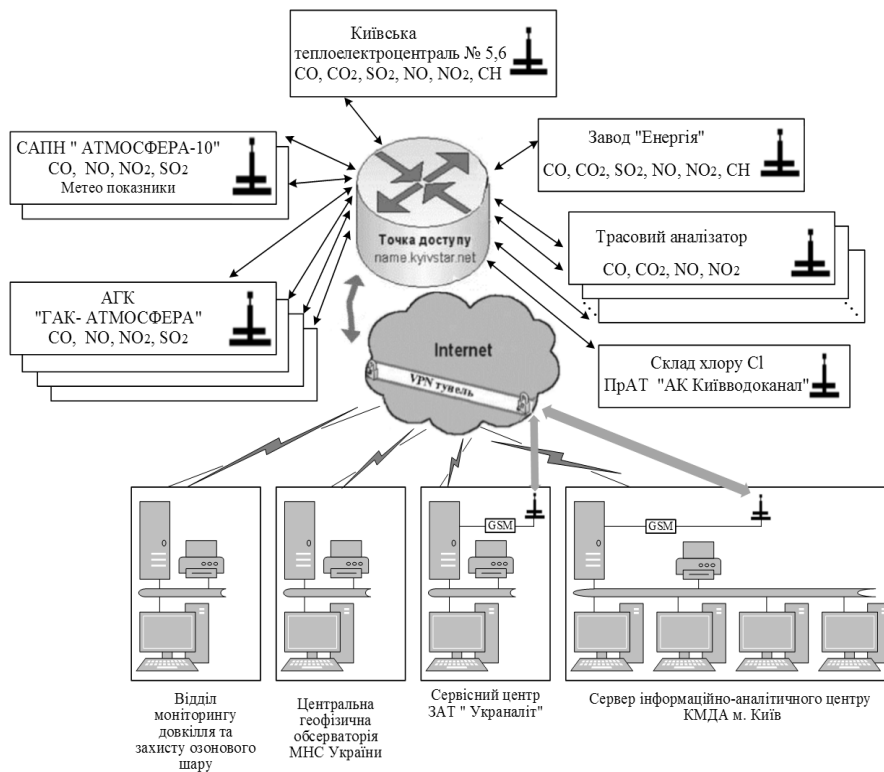 Київська
теплоелектроцентраль № 5,6
CO, CO2, SO2, NO, NO2, CH
САПН " АТМОСФЕРА-10"
CO, NO, NO2, SO2
Метео показники
Завод "Енергія"
CO, CO2, SO2, NO, NO2, CH
Точка доступу
name.kyivstar.net
Трасовий аналізатор
CO, CO2, NO, NO2
АГК
"ГАК- АТМОСФЕРА"
CO, NO, NO2, SO2
Internet
VPN тунель
Склад хлору Cl
ПрАТ "АК Київводоканал"
GSM
GSM
Відділ
моніторингу
довкілля та
захисту озонового
шару
Центральна
геофізична
обсерваторія
МНС України
Сервісний центр
ЗАТ " Украналіт"
Сервер інформаційно-аналітичного центру
КМДА м. Київ